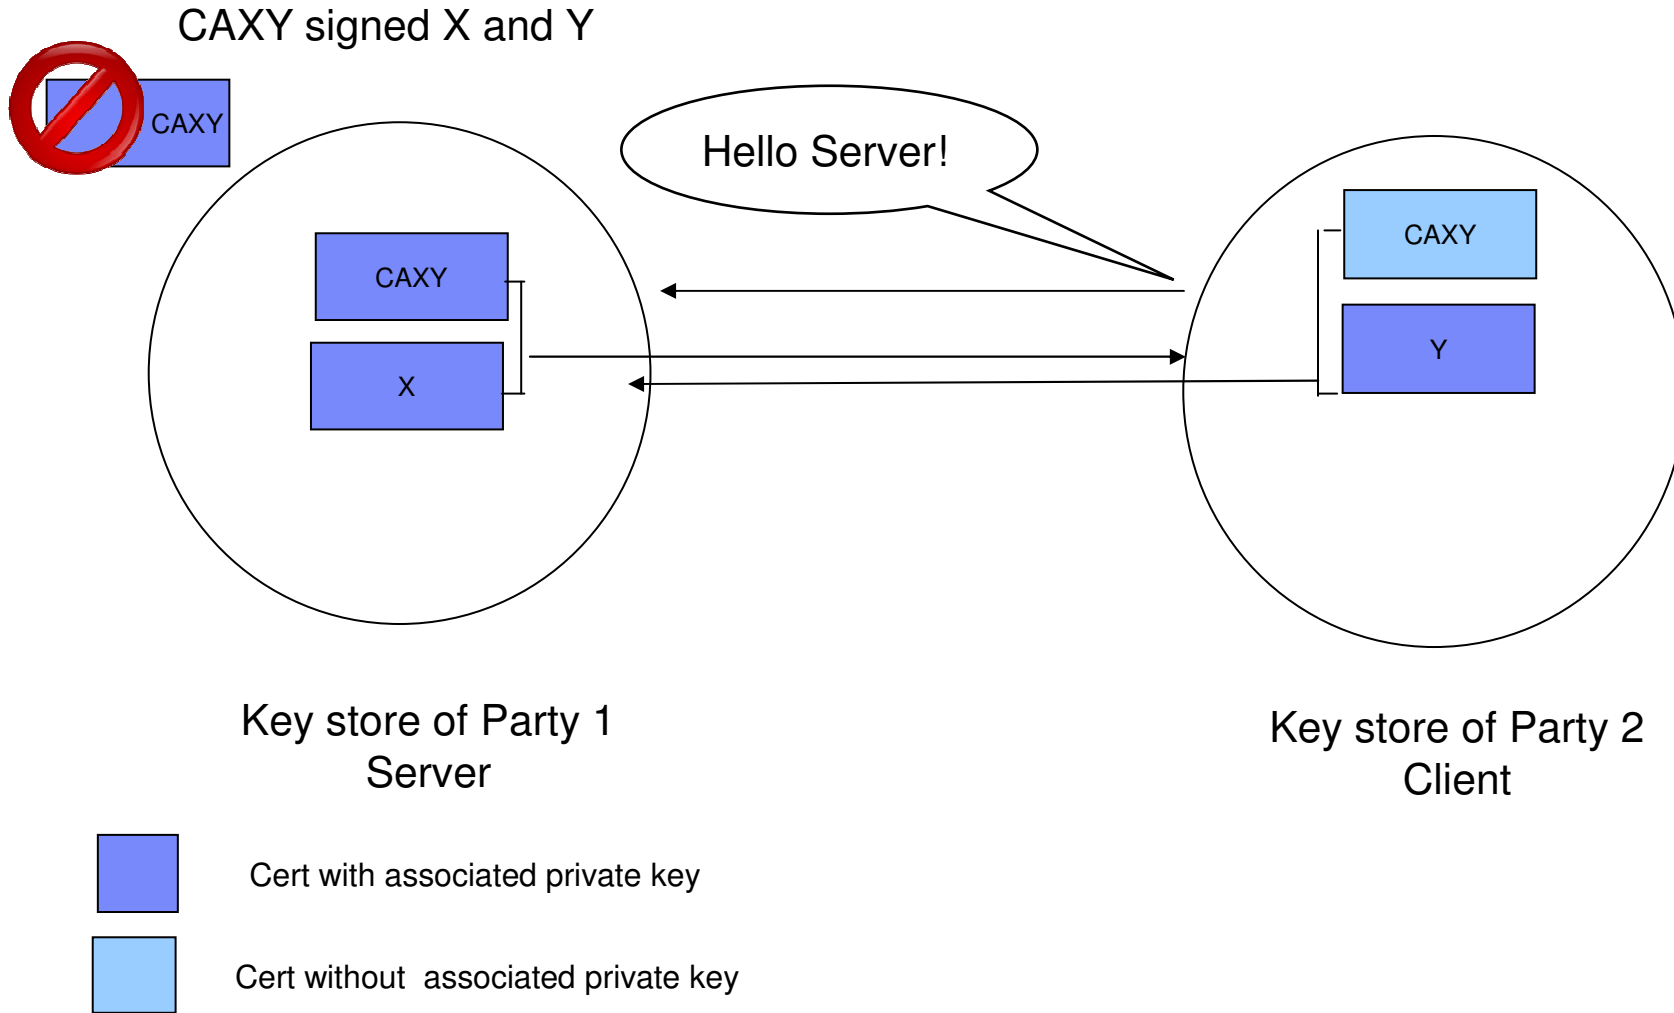 CAXY signed X and Y
CAXY
Hello Server!
CAXY
X
CAXY
Y
Key store of Party 1
Server
Key store of Party 2
Client
Cert with associated private key
Cert without  associated private key